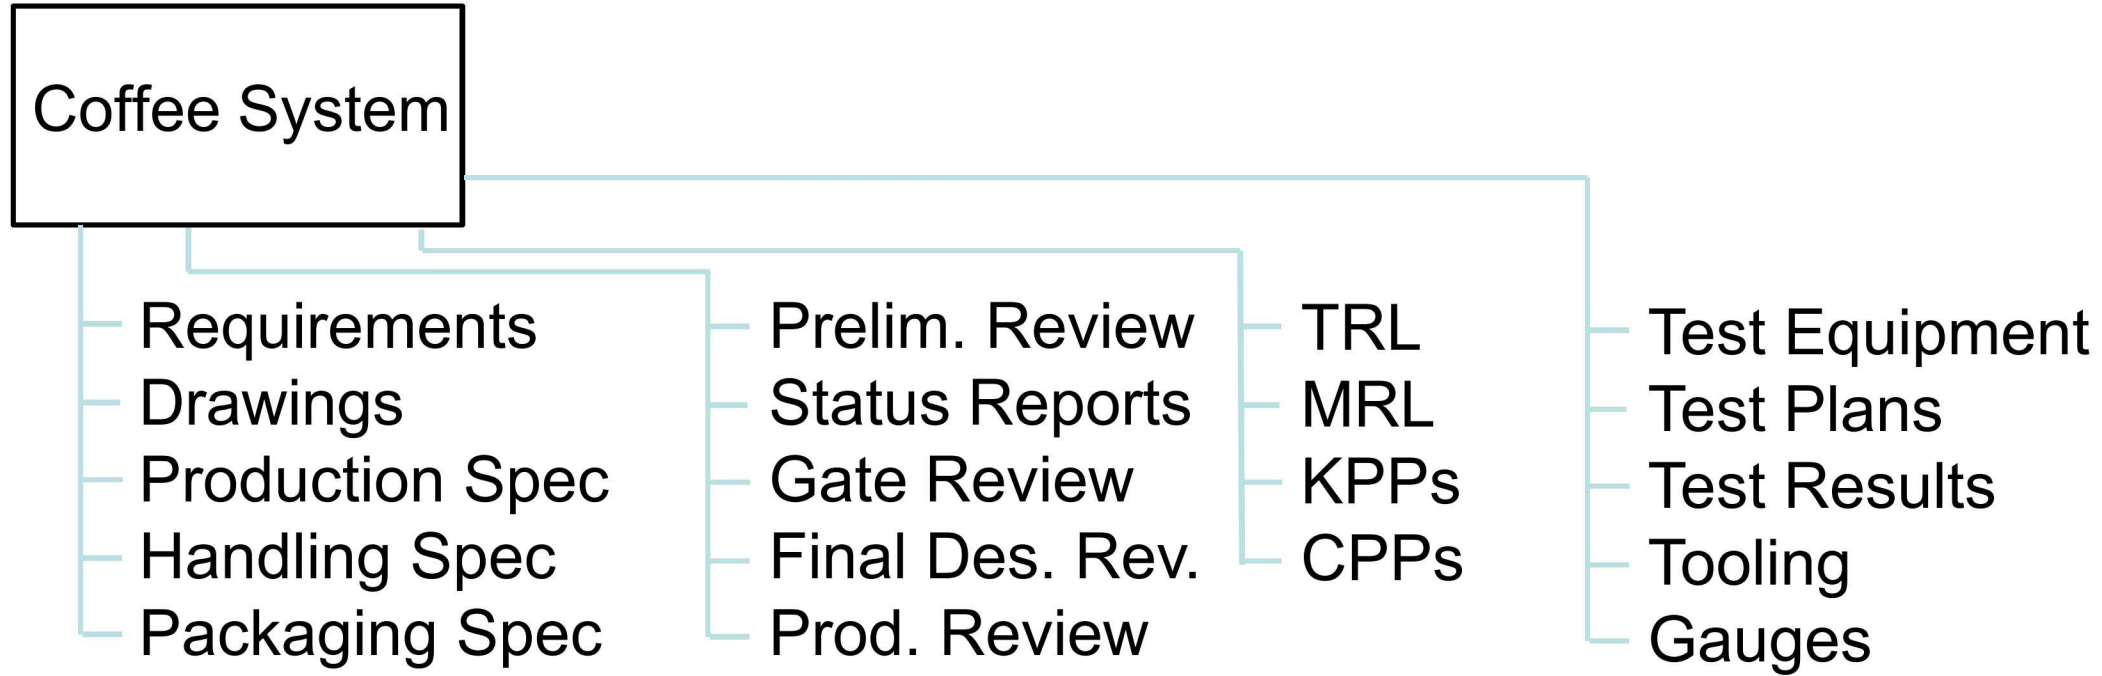 Coffee System
Requirements
Drawings
Production Spec
Handling Spec
Packaging Spec
Prelim. Review
Status Reports
Gate Review
Final Des. Rev.
Prod. Review
TRL
MRL
KPPs
CPPs
Test Equipment
Test Plans
Test Results
Tooling
Gauges